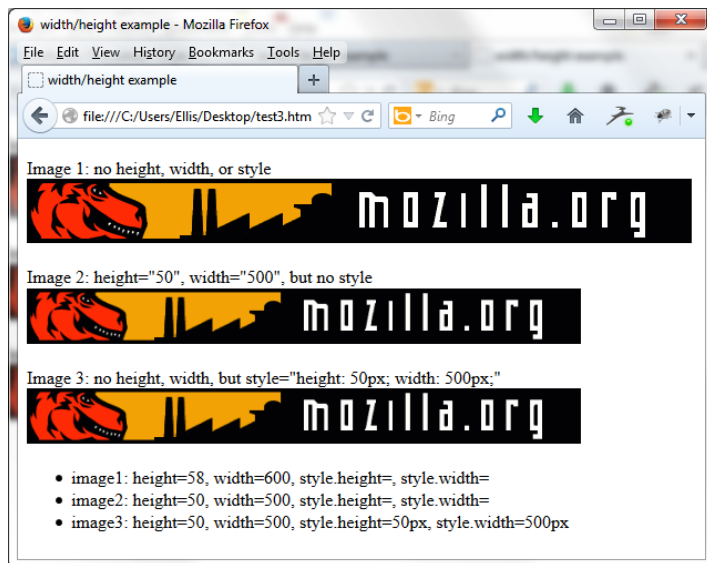 width/height example - Mozilla Firefox
File Edit View History Bookmarks Tools Help
width/height example
file:///C:/Users/Ellis/Desktop/test3.htm Bing
Image 1: no height, width, or style
mozilla.org
Image 2: height="50", width="500", but no style
mozilla.org
Image 3: no height, width, but style="height: 50px; width: 500px;"
mozilla.org
image1: height=58, width=600, style.height=, style.width=
image2: height=50, width=500, style.height=, style.width=
image3: height=50, width=500, style.height=50px, style.width=500px